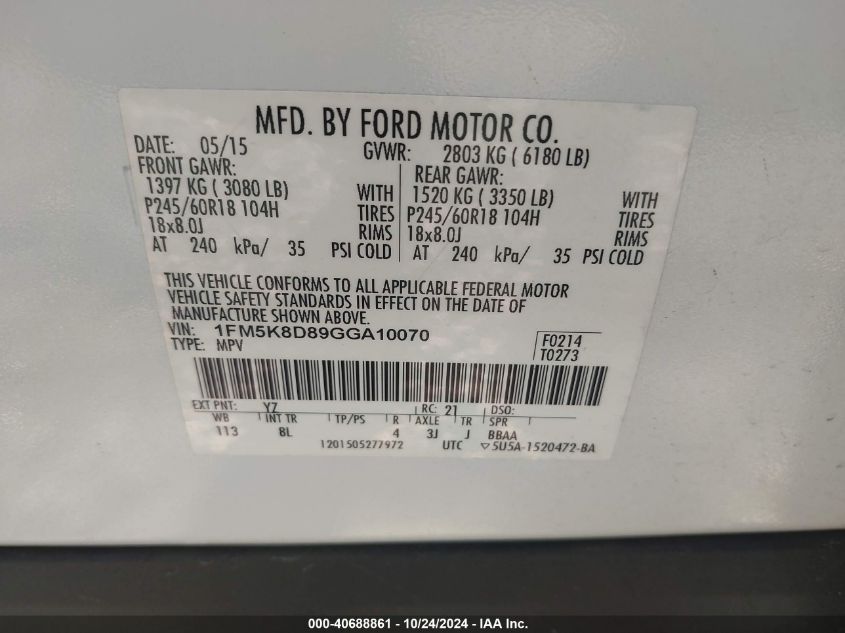 MFD. BY FORD MOTOR CO.
DATE: 05/15 GVWR: 2803 KG ( 6180 LB)
FRONT GAWR: REAR GAWR:
1397 KG ( 3080 LB) WITH 1520 KG ( 3350 LB) WITH
P245/60R18 104H TIRES P245/60R18 104H TIRES
18x8.0J RIMS 18x8.0J RIMS
AT 240 kPa/ 35 PSI COLD AT 240 kPa/ 35 PSI COLD
THIS VEHICLE CONFORMS TO ALL APPLICABLE FEDERAL MOTOR
VEHICLE SAFETY STANDARDS IN EFFECT ON THE DATE OF
MANUFACTURE SHOWN ABOVE.
VIN: 1FM5K8D89GGA10070 F0214
TYPE: MPV T0273
EXT PNT: YZ RC: 21 DSO:
WB INT TR TP/PS R AXLE TR SPR
113 8L 4 3J J BBAA
1201505277972 UTC ▽5U5A-1520472-BA
000-40688861 - 10/24/2024 - IAA Inc.